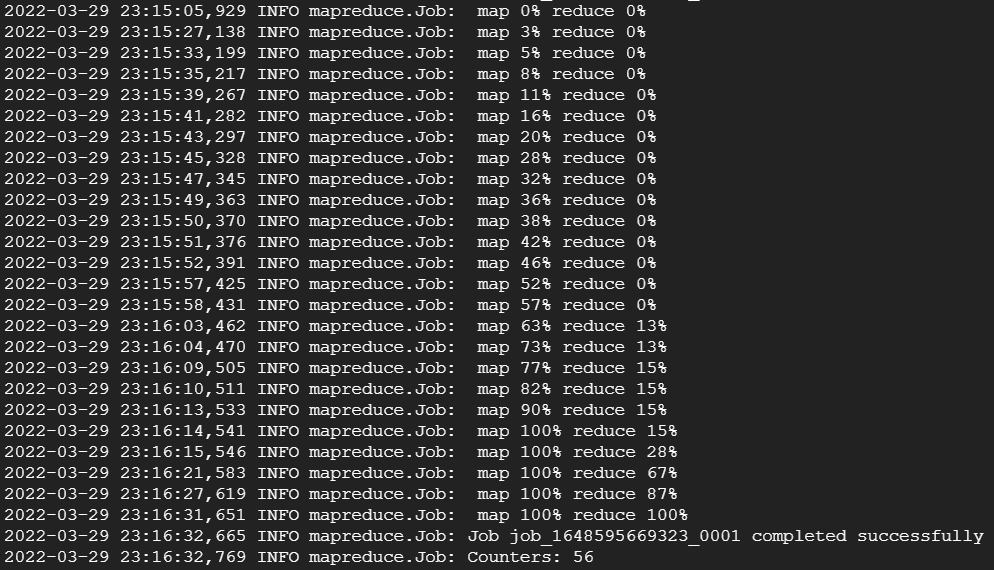 2022-03-29 23:15:05,929 INFO mapreduce.Job:  map 0% reduce 0%
2022-03-29 23:15:27,138 INFO mapreduce.Job:  map 3% reduce 0%
2022-03-29 23:15:33,199 INFO mapreduce.Job:  map 5% reduce 0%
2022-03-29 23:15:35,217 INFO mapreduce.Job:  map 8% reduce 0%
2022-03-29 23:15:39,267 INFO mapreduce.Job:  map 11% reduce 0%
2022-03-29 23:15:41,282 INFO mapreduce.Job:  map 16% reduce 0%
2022-03-29 23:15:43,297 INFO mapreduce.Job:  map 20% reduce 0%
2022-03-29 23:15:45,328 INFO mapreduce.Job:  map 28% reduce 0%
2022-03-29 23:15:47,345 INFO mapreduce.Job:  map 32% reduce 0%
2022-03-29 23:15:49,363 INFO mapreduce.Job:  map 36% reduce 0%
2022-03-29 23:15:50,370 INFO mapreduce.Job:  map 38% reduce 0%
2022-03-29 23:15:51,376 INFO mapreduce.Job:  map 42% reduce 0%
2022-03-29 23:15:52,391 INFO mapreduce.Job:  map 46% reduce 0%
2022-03-29 23:15:57,425 INFO mapreduce.Job:  map 52% reduce 0%
2022-03-29 23:15:58,431 INFO mapreduce.Job:  map 57% reduce 0%
2022-03-29 23:16:03,462 INFO mapreduce.Job:  map 63% reduce 13%
2022-03-29 23:16:04,470 INFO mapreduce.Job:  map 73% reduce 13%
2022-03-29 23:16:09,505 INFO mapreduce.Job:  map 77% reduce 15%
2022-03-29 23:16:10,511 INFO mapreduce.Job:  map 82% reduce 15%
2022-03-29 23:16:13,533 INFO mapreduce.Job:  map 90% reduce 15%
2022-03-29 23:16:14,541 INFO mapreduce.Job:  map 100% reduce 15%
2022-03-29 23:16:15,546 INFO mapreduce.Job:  map 100% reduce 28%
2022-03-29 23:16:21,583 INFO mapreduce.Job:  map 100% reduce 67%
2022-03-29 23:16:27,619 INFO mapreduce.Job:  map 100% reduce 87%
2022-03-29 23:16:31,651 INFO mapreduce.Job:  map 100% reduce 100%
2022-03-29 23:16:32,665 INFO mapreduce.Job: Job job_1648595669323_0001 completed successfully
2022-03-29 23:16:32,769 INFO mapreduce.Job: Counters: 56